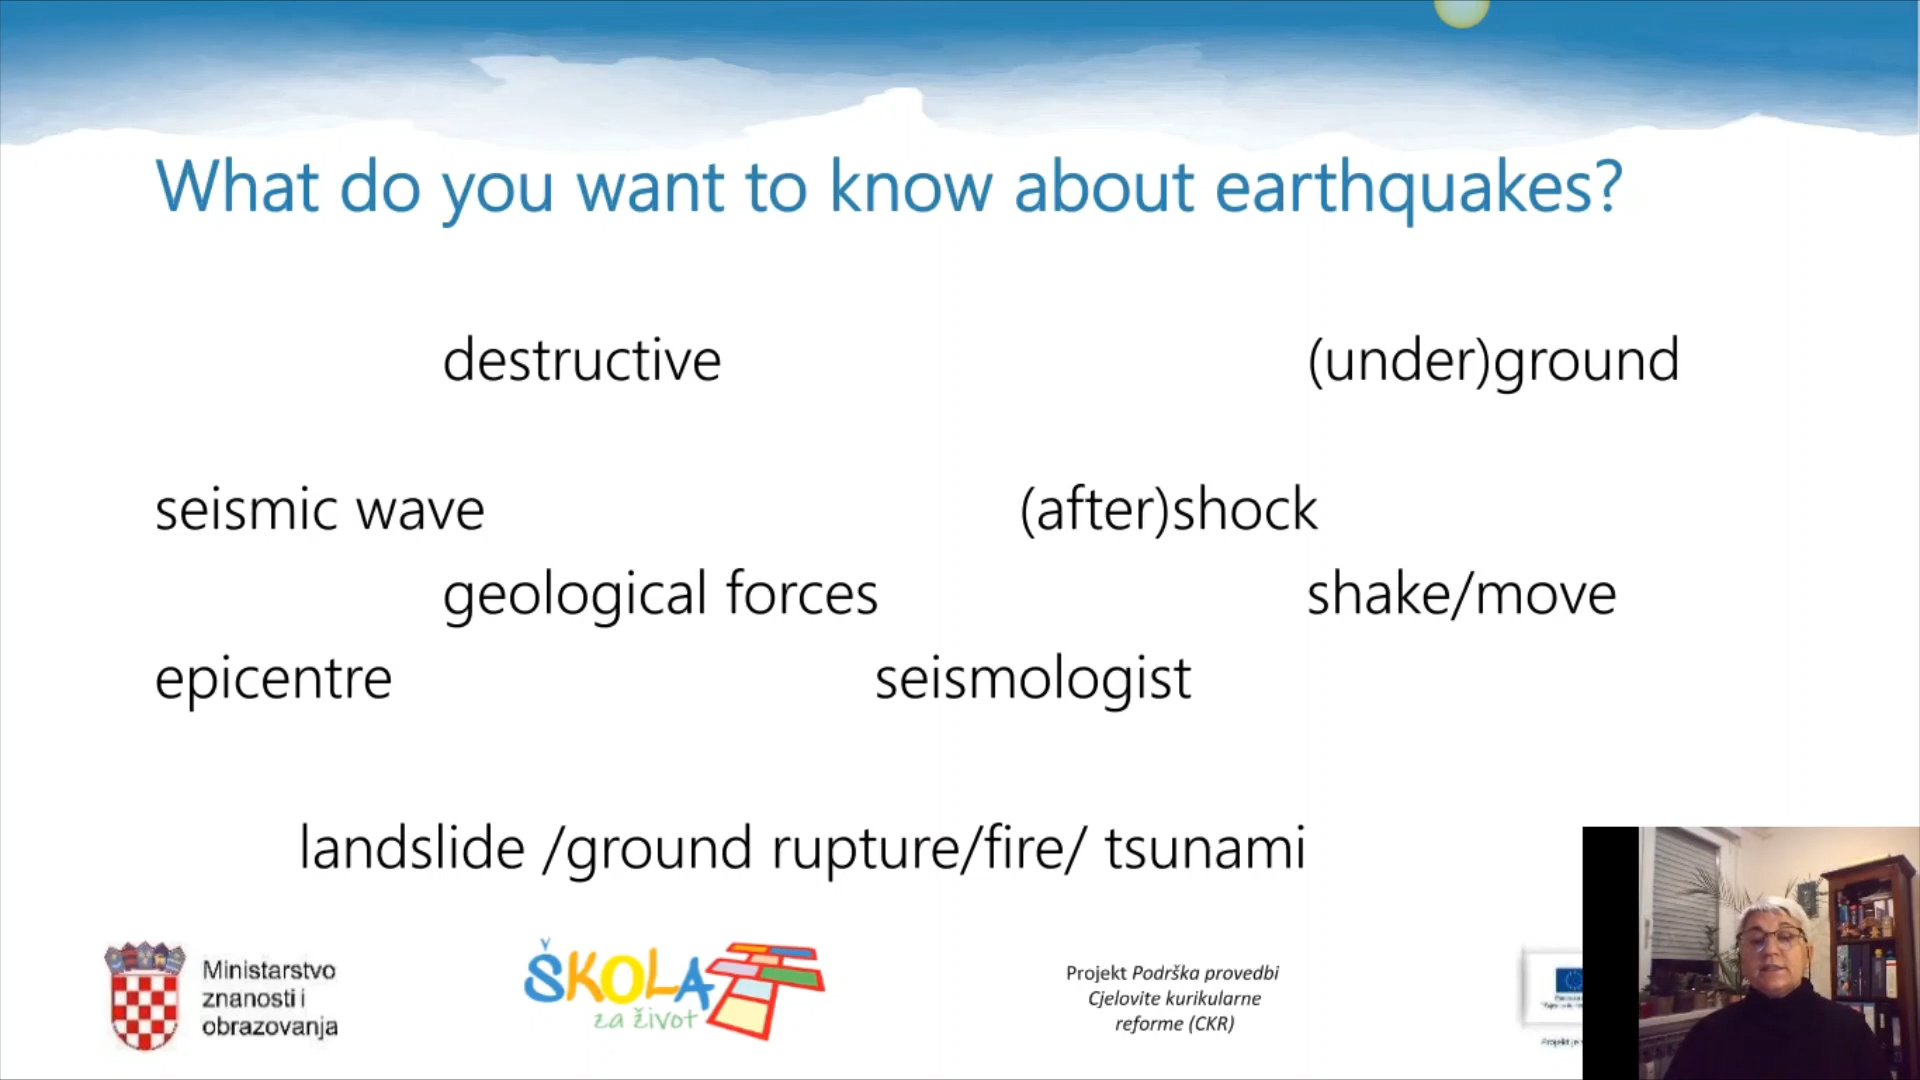 What do you want to know about earthquakes?
destructive (under)ground
seismic wave (after)shock
geological forces shake/move
epicentre seismologist
landslide /ground rupture/fire/ tsunami
Ministarstvo
znanosti i
obrazovanja
ŠKOLA
za život
Projekt Podrška provedbi
Cjelovite kurikularne
reforme (CKR)